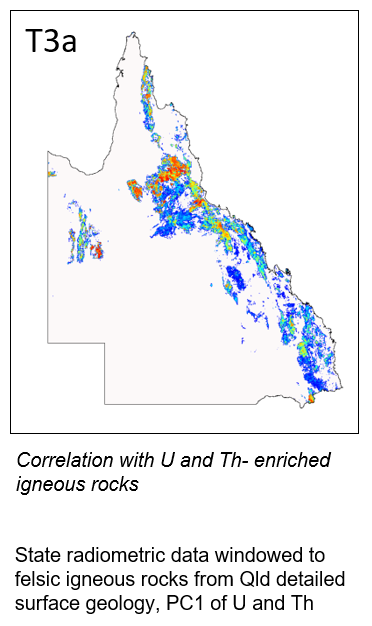 T3a
Correlation with U and Th- enriched
igneous rocks
State radiometric data windowed to
felsic igneous rocks from Qld detailed
surface geology, PC1 of U and Th